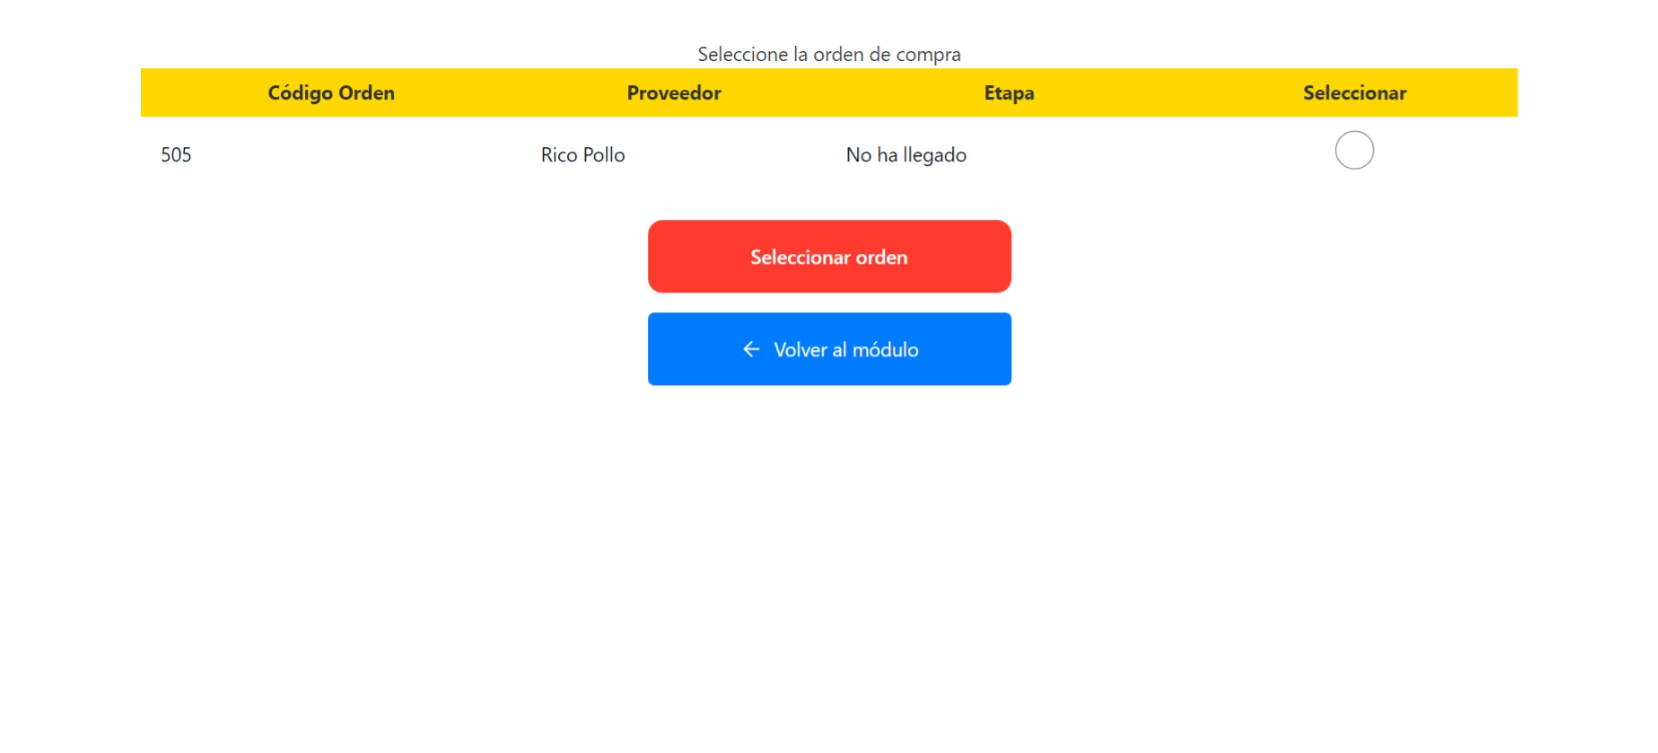 Seleccione la orden de compra
Código Orden Proveedor Etapa Seleccionar
505 Rico Pollo No ha llegado
Seleccionar orden
← Volver al módulo